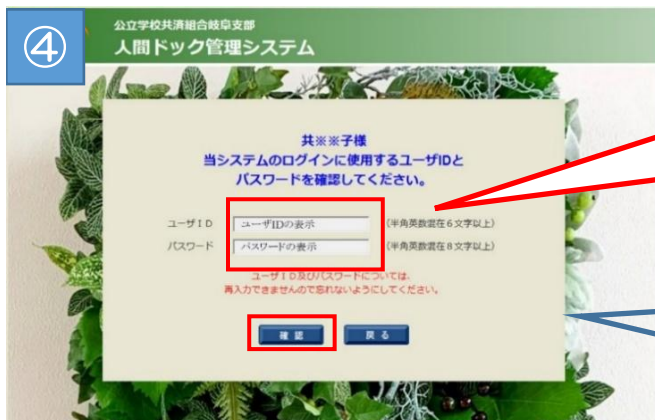 ④
公立学校共済組合岐阜支部
人間ドック管理システム
共※※子様
当システムのログインに使用するユーザIDと
パスワードを確認してください。
ユーザＩＤ ユーザIDの表示 (半角英数混在６文字以上)
パスワード パスワードの表示 (半角英数混在８文字以上)
ユーザＩＤ及びパスワードについては、
再入力できませんので忘れないようにしてください。
確 認 戻 る